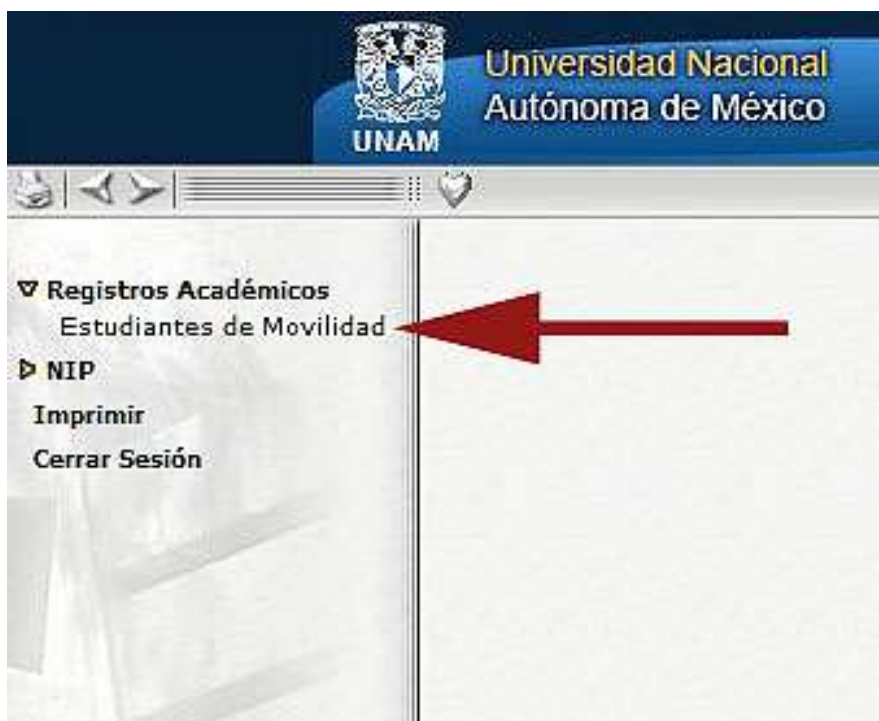 UNAM
Universidad Nacional
Autónoma de México
Registros Académicos
Estudiantes de Movilidad
NIP
Imprimir
Cerrar Sesión